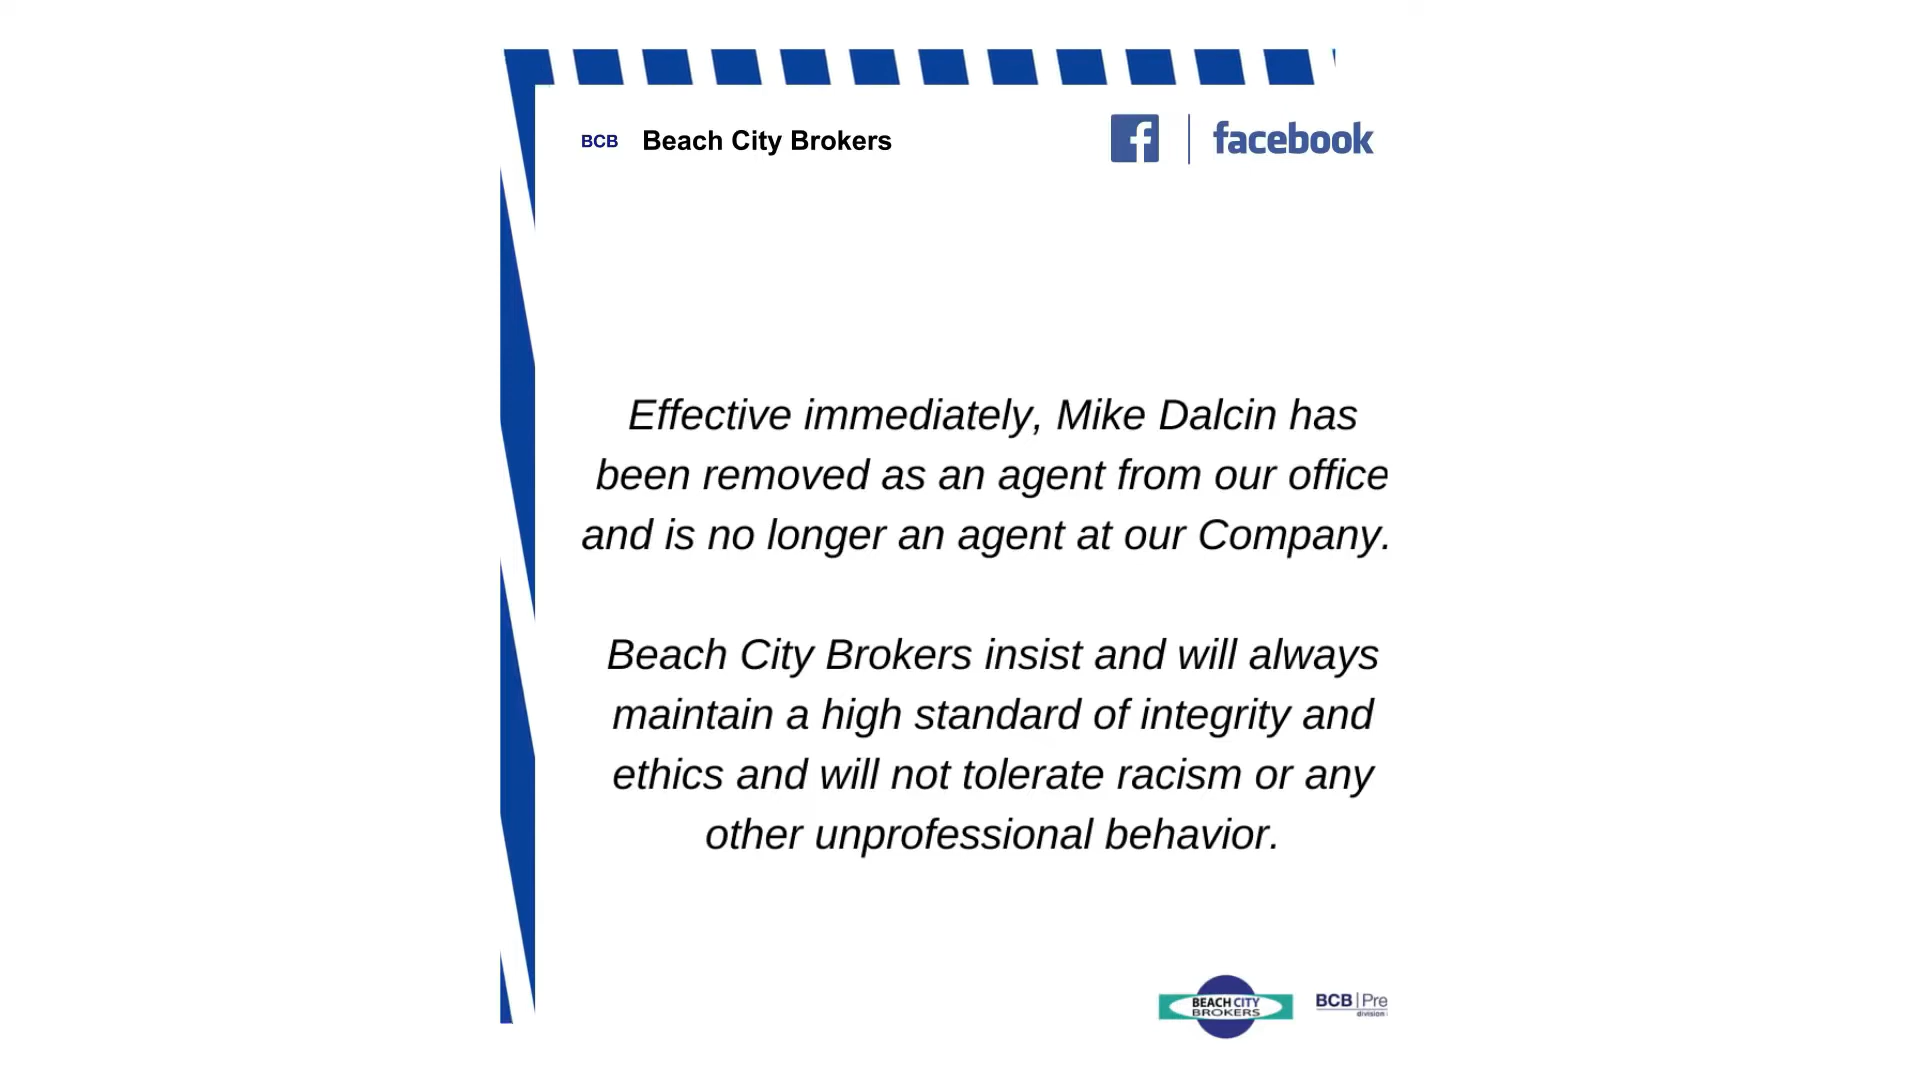 BCB Beach City Brokers
facebook
Effective immediately, Mike Dalcin has
been removed as an agent from our office
and is no longer an agent at our Company.
Beach City Brokers insist and will always
maintain a high standard of integrity and
ethics and will not tolerate racism or any
other unprofessional behavior.
BEACH CITY
BROKERS
BCB | Pre
division